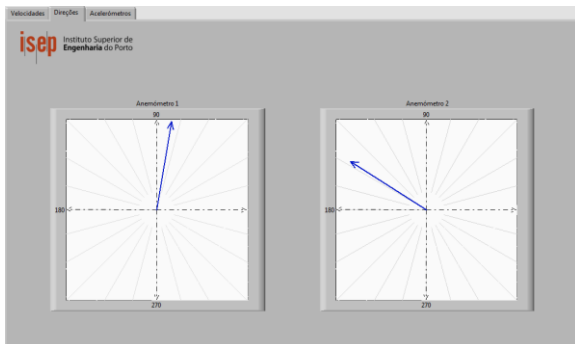 Velocidades Direções Acelerómetros
isep
Instituto Superior de
Engenharia do Porto
Anemómetro 1
90
180
270
Anemómetro 2
90
180
270